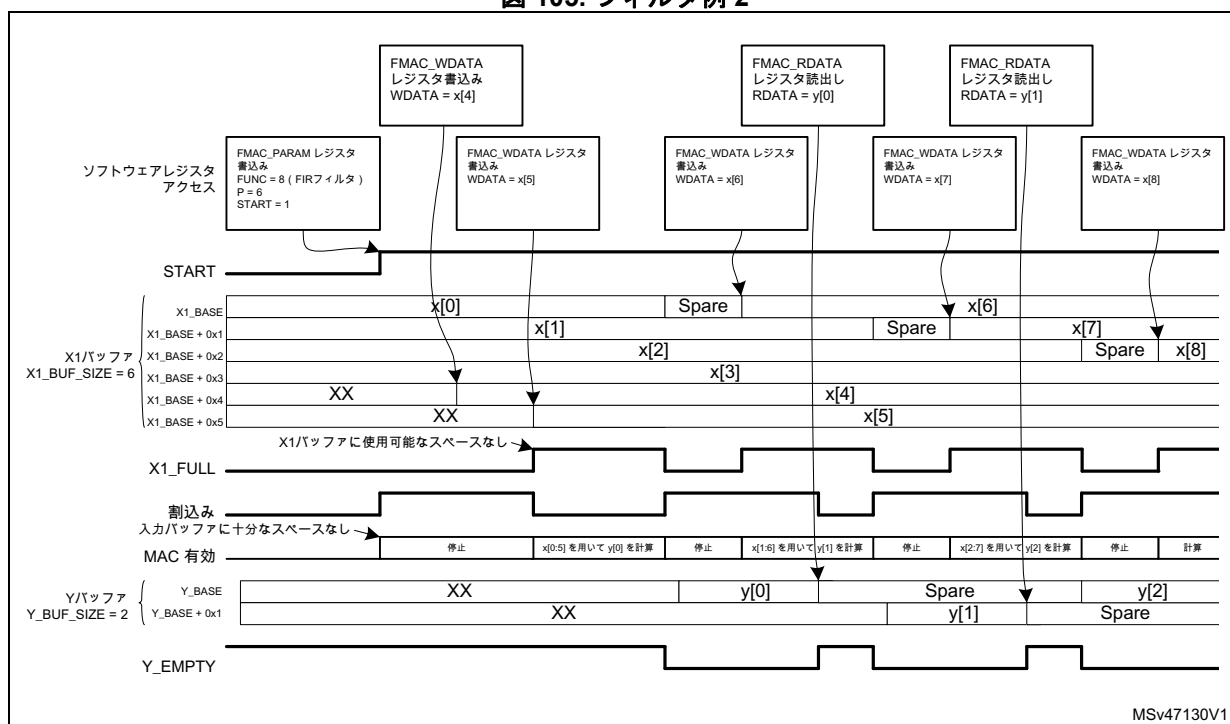 図 105. フィルタ例 2
FMAC_WDATA
レジスタ書込み
WDATA = x[4]
FMAC_RDATA
レジスタ読出し
RDATA = y[0]
FMAC_RDATA
レジスタ読出し
RDATA = y[1]
ソフトウェアレジスタ
アクセス
FMAC_PARAM レジスタ
書込み
FUNC = 8 ( FIRフィルタ )
P = 6
START = 1
FMAC_WDATA レジスタ
書込み
WDATA = x[5]
FMAC_WDATA レジスタ
書込み
WDATA = x[6]
FMAC_WDATA レジスタ
書込み
WDATA = x[7]
FMAC_WDATA レジスタ
書込み
WDATA = x[8]
START
X1バッファ
X1_BUF_SIZE = 6
X1_BASE x[0] Spare x[6]
X1_BASE + 0x1 x[1] Spare x[7]
X1_BASE + 0x2 x[2] Spare x[8]
X1_BASE + 0x3 x[3]
X1_BASE + 0x4 XX x[4]
X1_BASE + 0x5 XX x[5]
X1バッファに使用可能なスペースなし
X1_FULL
割込み
入力バッファに十分なスペースなし
MAC 有効 停止 x[0:5] を用いて y[0] を計算 停止 x[1:6] を用いて y[1] を計算 停止 x[2:7] を用いて y[2] を計算 停止 計算
Yバッファ
Y_BUF_SIZE = 2
Y_BASE XX y[0] Spare y[2]
Y_BASE + 0x1 XX y[1] Spare
Y_EMPTY
MSv47130V1